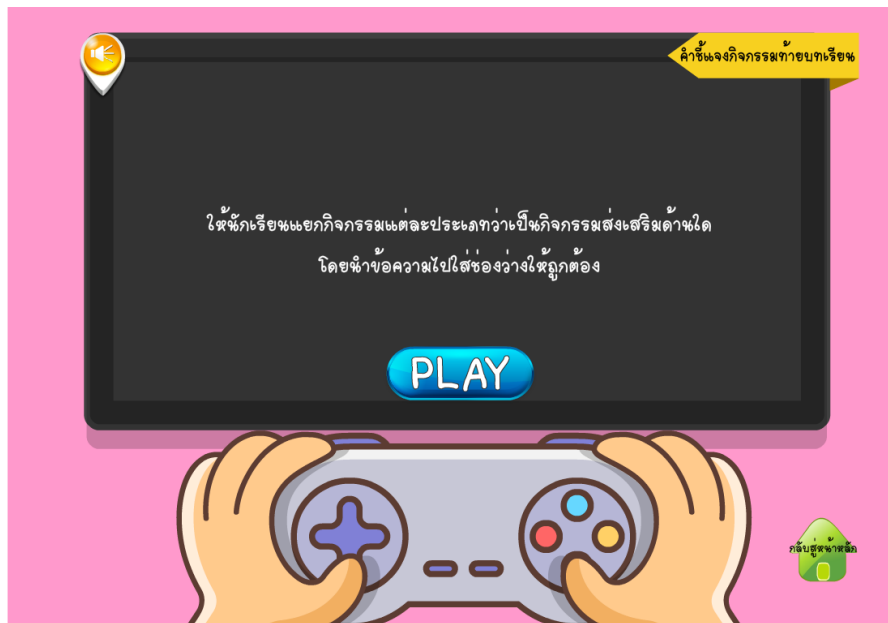 คำชี้แจงกิจกรรมท้ายบทเรียน
ให้นักเรียนแยกกิจกรรมแต่ละประเภทว่าเป็นกิจกรรมส่งเสริมด้านใด
โดยนำข้อความไปใส่ช่องว่างให้ถูกต้อง
PLAY
กลับสู่หน้าหลัก